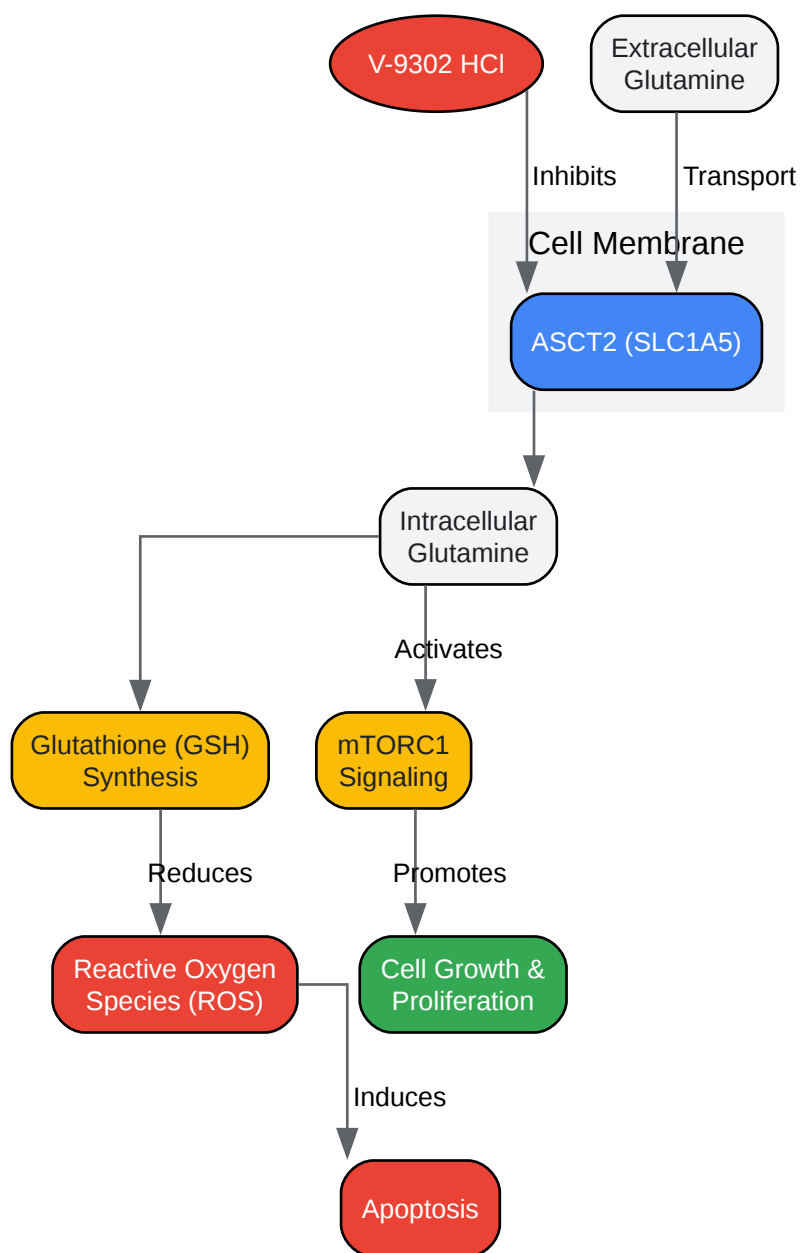 V-9302 HCl
Extracellular
Glutamine
Inhibits
Transport
Cell Membrane
ASCT2 (SLC1A5)
Intracellular
Glutamine
Activates
Glutathione (GSH)
Synthesis
mTORC1
Signaling
Reduces
Promotes
Reactive Oxygen
Species (ROS)
Cell Growth &
Proliferation
Induces
Apoptosis